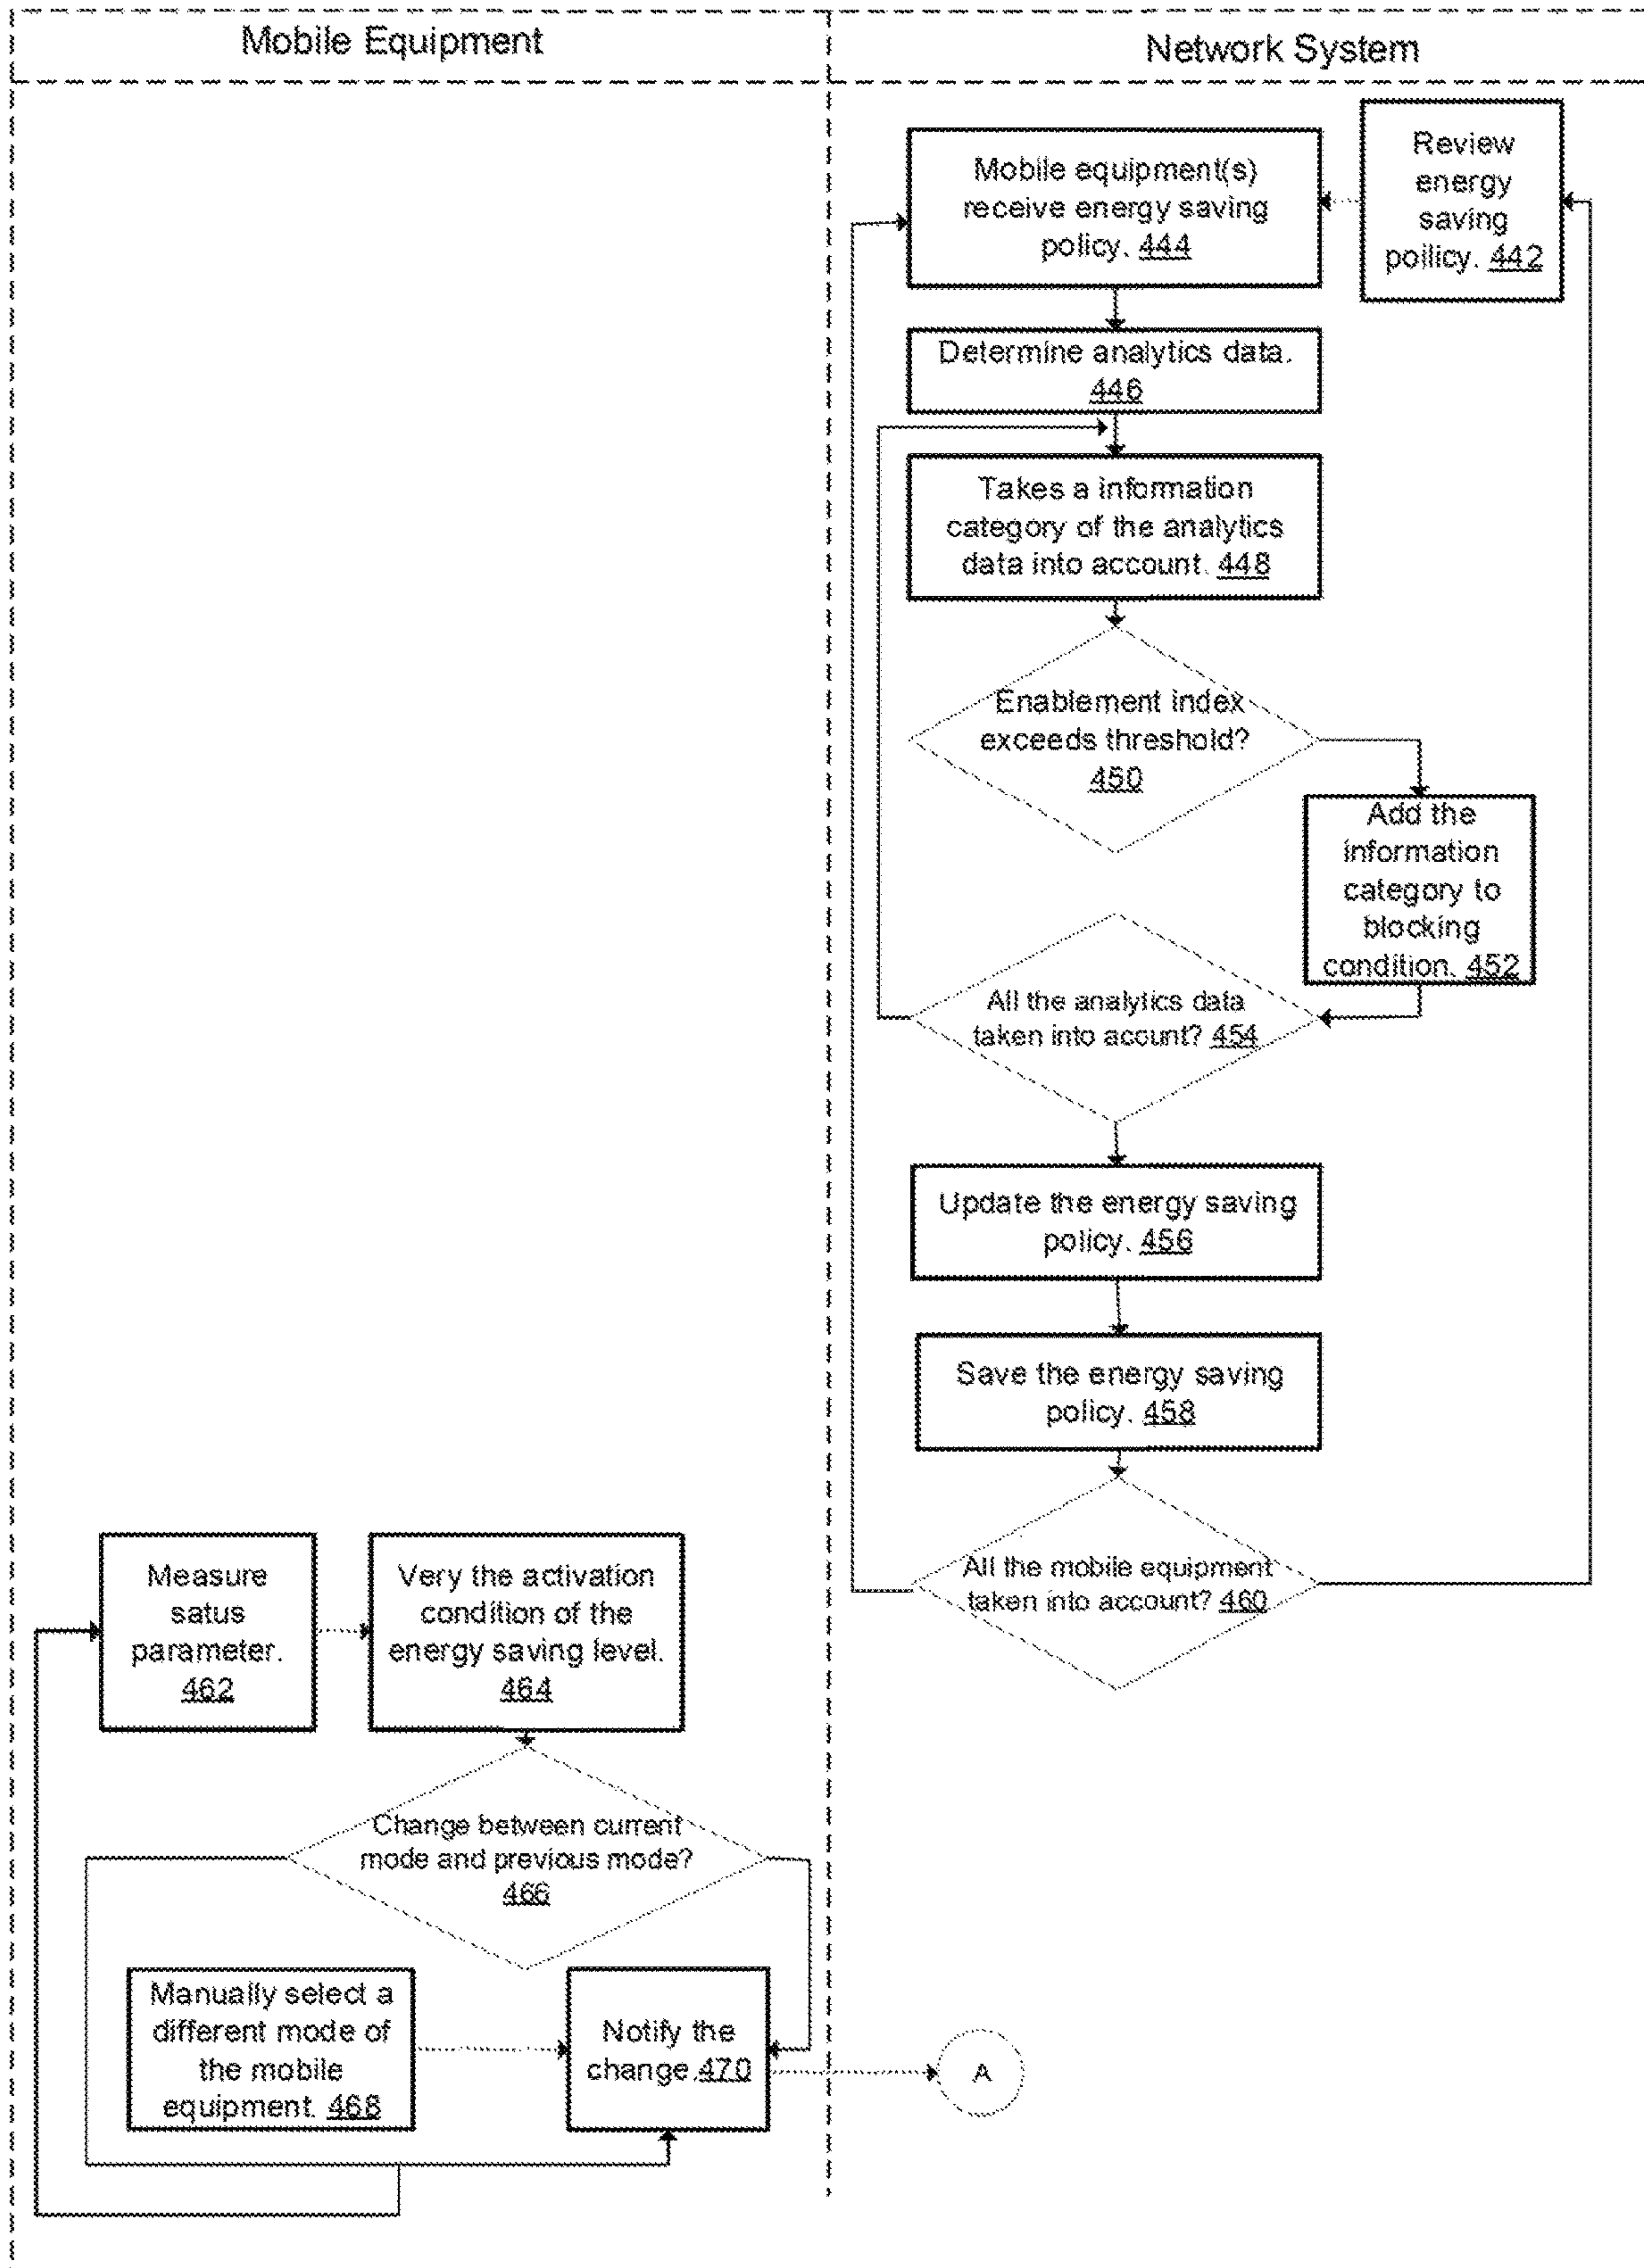 Mobile Equipment
Network System
Review
energy
saving
poilicy. 442
Mobile equipment(s)
receive energy saving
policy. 444
Determine analytics data.
446
Takes a information
category of the analytics
data into account. 448
Enablement index
exceeds threshold?
450
Add the
information
category to
blocking
condition. 452
All the analytics data
taken into account? 454
Update the energy saving
policy. 456
Save the energy saving
policy. 458
All the mobile equipment
taken into account? 460
Measure
satus
parameter.
462
Very the activation
condition of the
energy saving level.
464
Change between current
mode and previous mode?
466
Manually select a
different mode of
the mobile
equipment. 468
Notify the
change.470
A